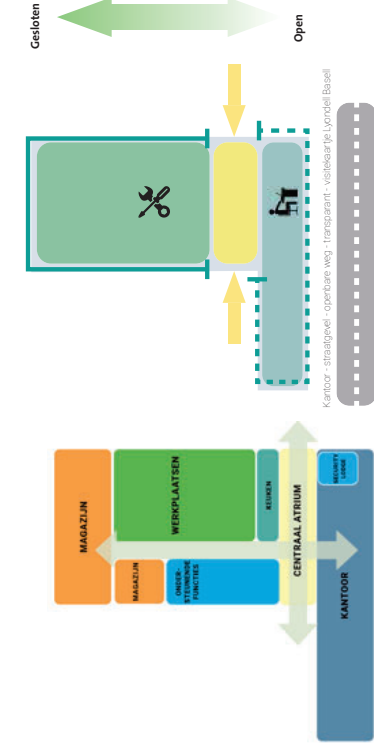 Gesloten
Open
Kantoor - straatgevel - openbare weg - transparant - visitekaartje Lyondell Basell
MAGAZIJN
WERKPLAATSEN
MAGAZIJN
ONDER-
STEUNENDE
FUNCTIES
KEUKEN
CENTRAAL ATRIUM
SECURITY
LODGE
KANTOOR